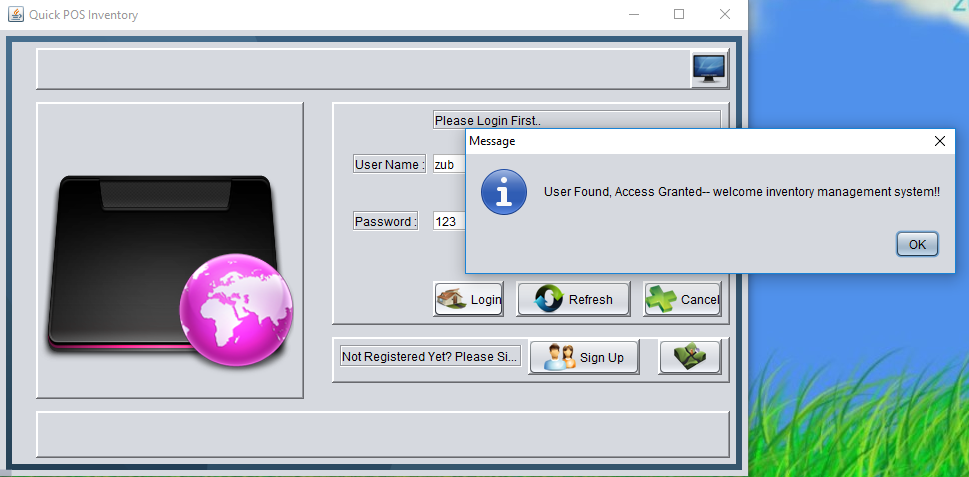 Quick POS Inventory
Please Login First..
Message
User Name :
zub
User Found, Access Granted-- welcome inventory management system!!
Password :
123
OK
Login
Refresh
Cancel
Not Registered Yet? Please Si...
Sign Up